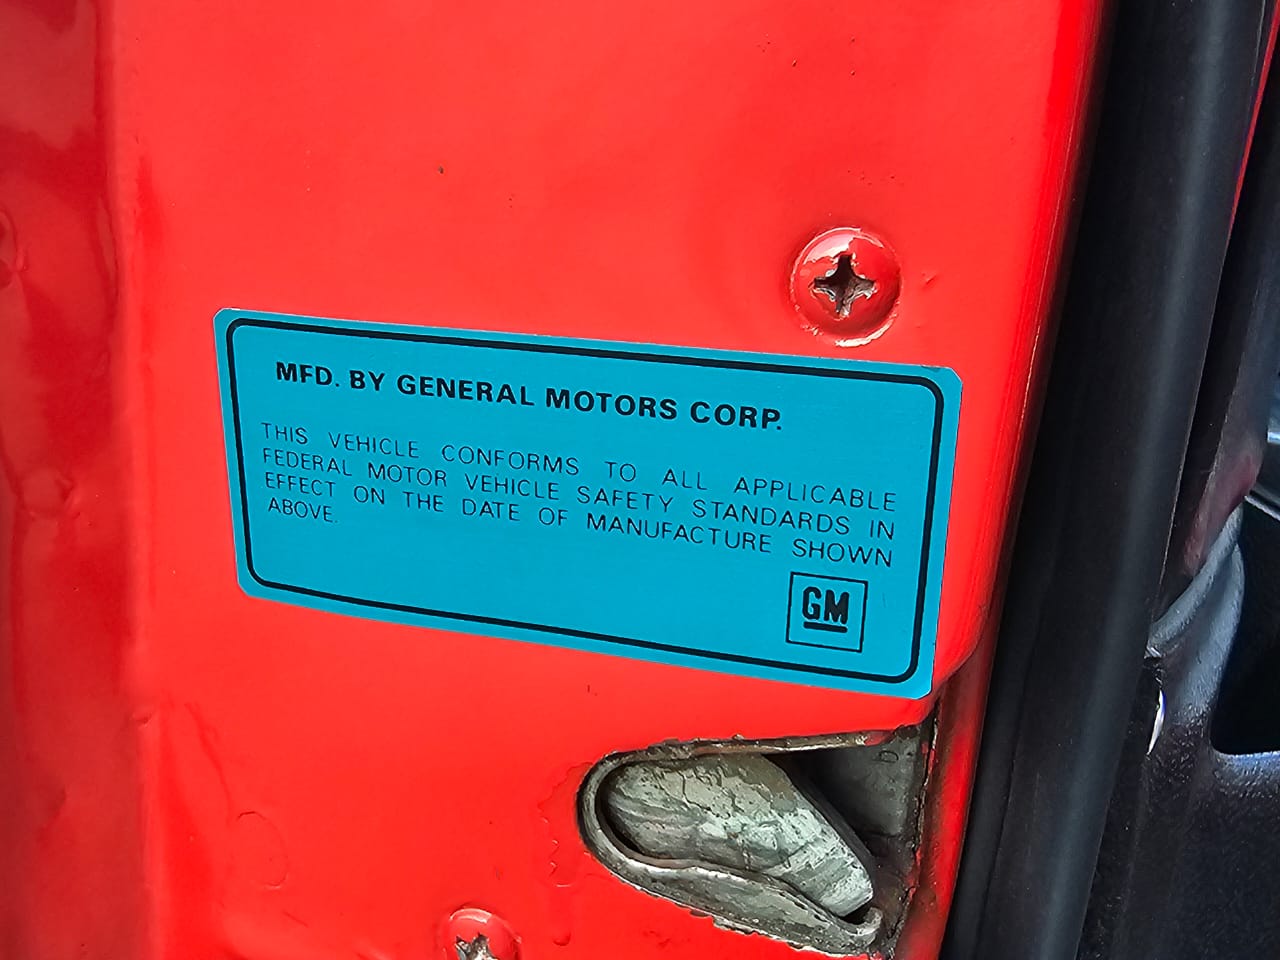 MFD. BY GENERAL MOTORS CORP.
THIS VEHICLE CONFORMS TO ALL APPLICABLE
FEDERAL MOTOR VEHICLE SAFETY STANDARDS IN
EFFECT ON THE DATE OF MANUFACTURE SHOWN
ABOVE.
GM